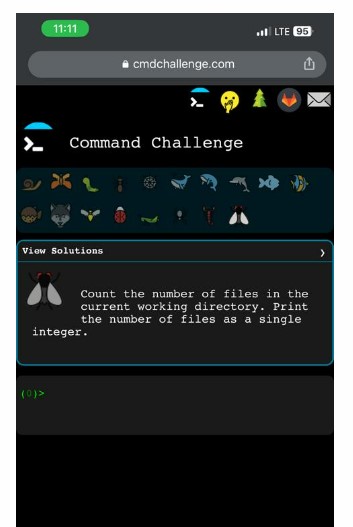 11:11
LTE 95
cmdchallenge.com
Command Challenge
View Solutions
Count the number of files in the
current working directory. Print
the number of files as a single
integer.
(0)>